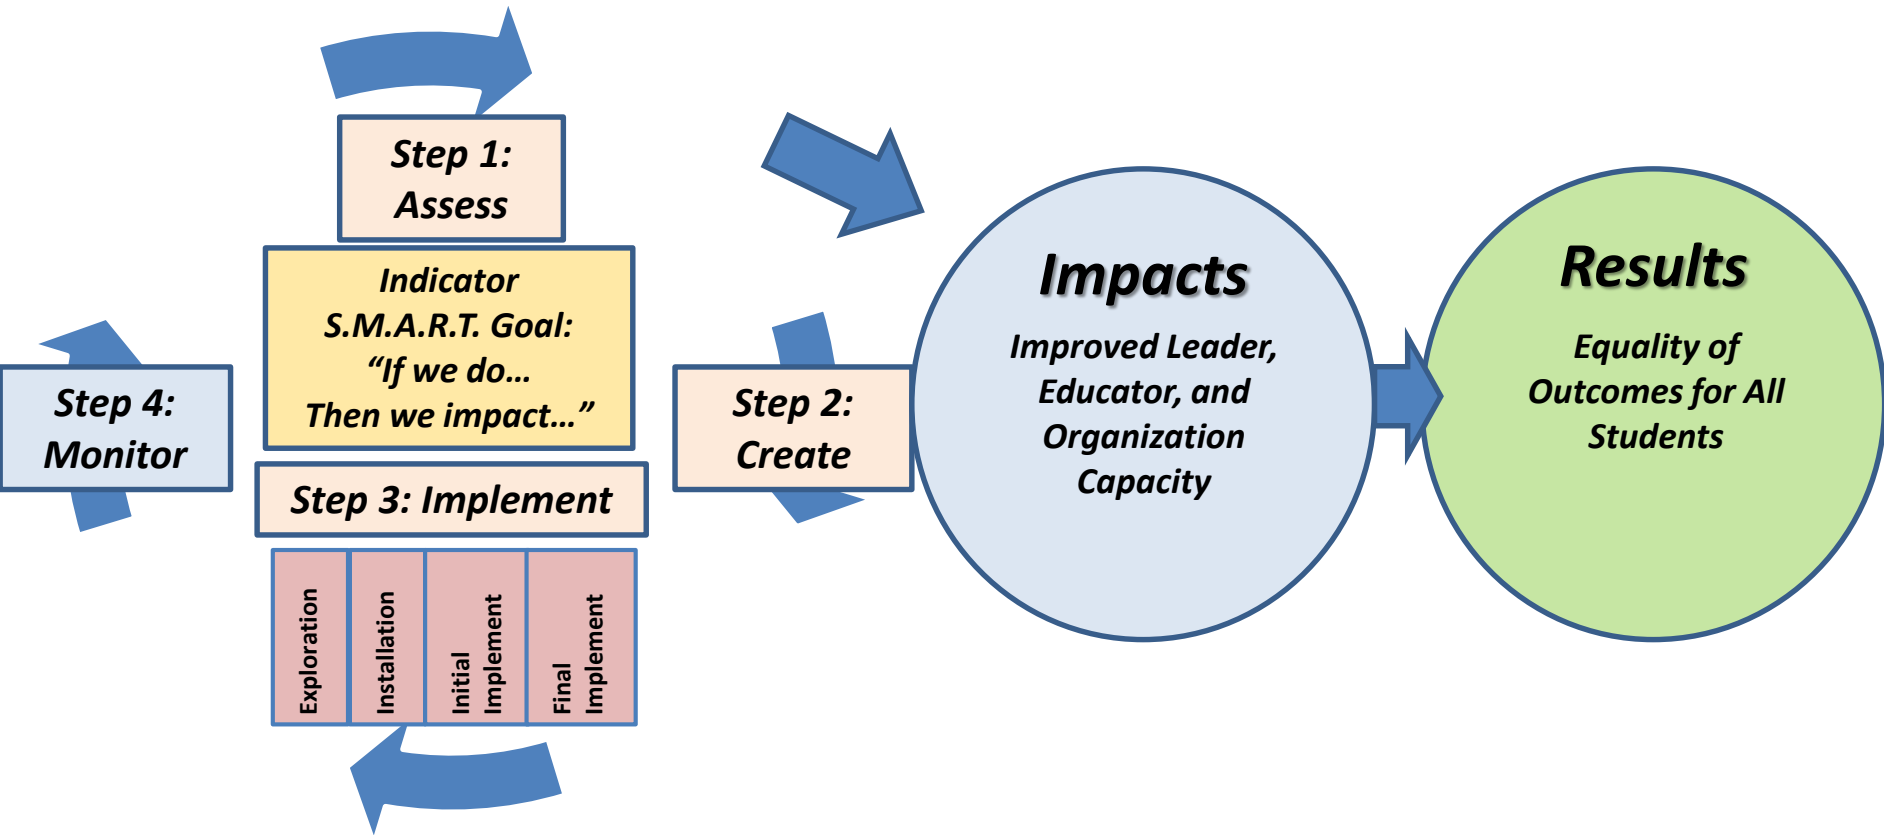 Step 1:
Assess
Indicator
S.M.A.R.T. Goal:
“If we do…
Then we impact…”
Step 2:
Create
Step 3: Implement
Exploration
Installation
Initial
Implement
Final
Implement
Step 4:
Monitor
Impacts
Improved Leader,
Educator, and
Organization
Capacity
Results
Equality of
Outcomes for All
Students